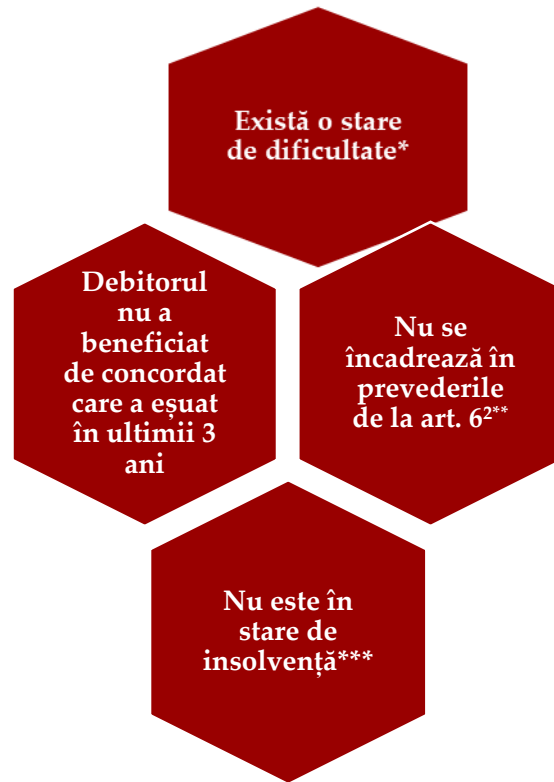 Există o stare
de dificultate*
Debitorul
nu a
beneficiat
de concordat
care a eșuat
în ultimii 3
ani
Nu se
încadrează în
prevederile
de la art. 6²**
Nu este în
stare de
insolvență***